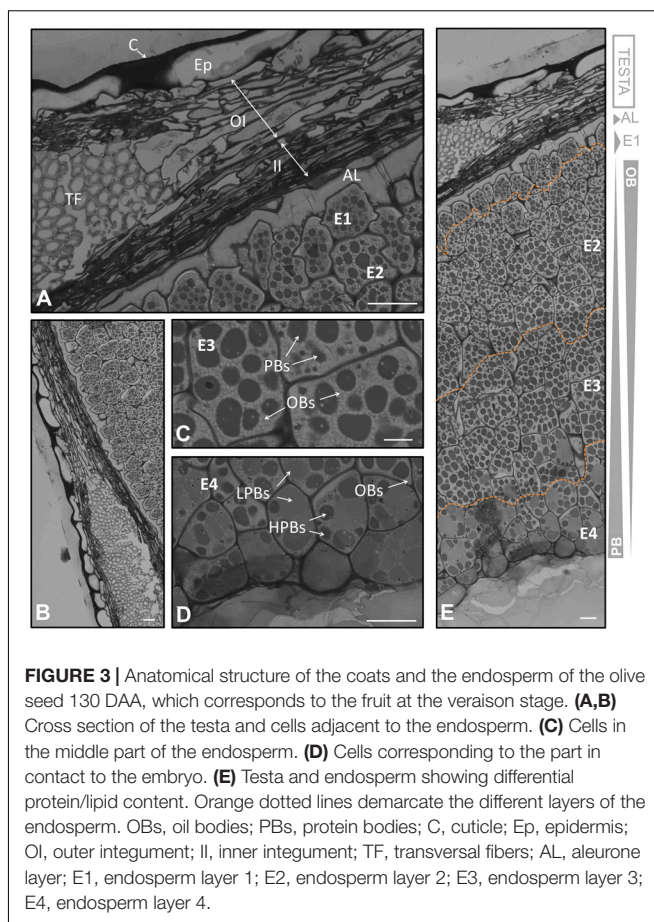 C
Ep
OI
II
TF
AL
E1
E2
A
B
E3
PBs
OBs
C
E4
LPBs
OBs
HPBs
D
E2
E3
E4
E
TESTA
AL
E1
OB
PB
FIGURE 3 | Anatomical structure of the coats and the endosperm of the olive
seed 130 DAA, which corresponds to the fruit at the veraison stage. (A,B)
Cross section of the testa and cells adjacent to the endosperm. (C) Cells in
the middle part of the endosperm. (D) Cells corresponding to the part in
contact to the embryo. (E) Testa and endosperm showing differential
protein/lipid content. Orange dotted lines demarcate the different layers of the
endosperm. OBs, oil bodies; PBs, protein bodies; C, cuticle; Ep, epidermis;
OI, outer integument; II, inner integument; TF, transversal fibers; AL, aleurone
layer; E1, endosperm layer 1; E2, endosperm layer 2; E3, endosperm layer 3;
E4, endosperm layer 4.